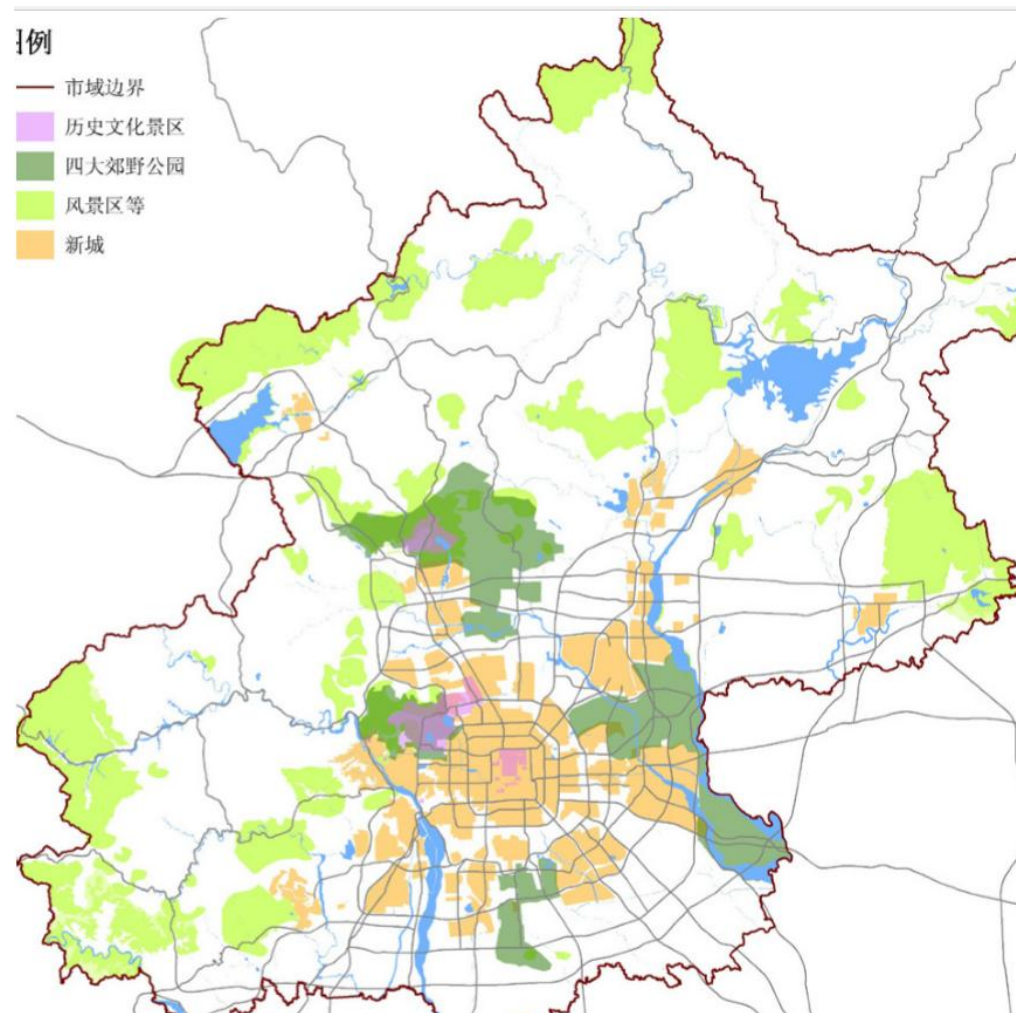 图例
市域边界
历史文化景区
四大郊野公园
风景区等
新城